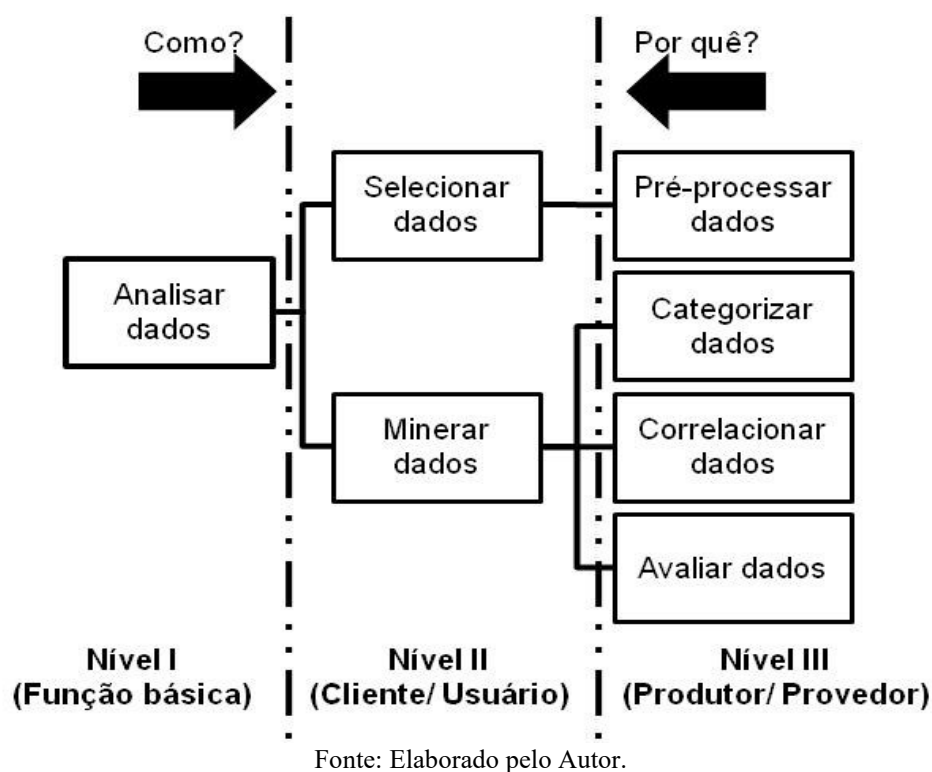 Como?
Por quê?
Selecionar
dados
Pré-processar
dados
Analisar
dados
Categorizar
dados
Minerar
dados
Correlacionar
dados
Avaliar dados
Nível I
(Função básica)
Nível II
(Cliente/ Usuário)
Nível III
(Produtor/ Provedor)
Fonte: Elaborado pelo Autor.